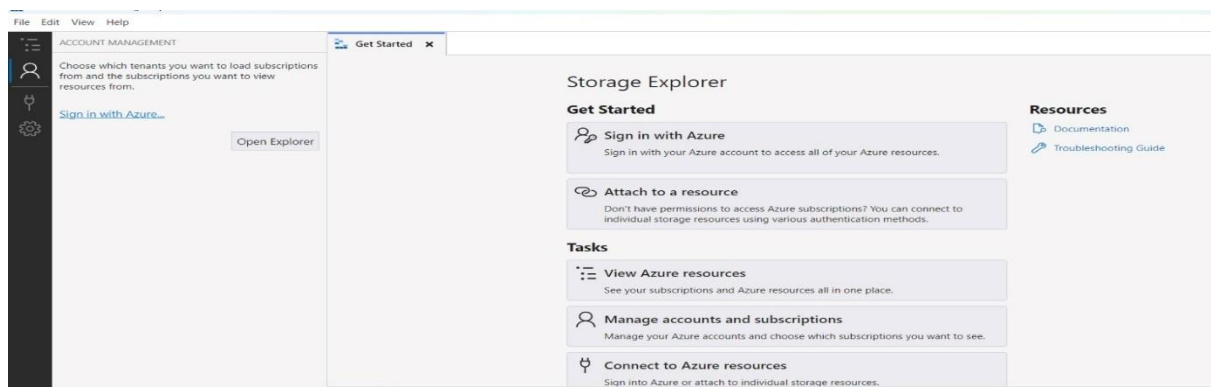 File Edit View Help
ACCOUNT MANAGEMENT
Choose which tenants you want to load subscriptions
from and the subscriptions you want to view
resources from.
Sign in with Azure...
Open Explorer
Get Started
Storage Explorer
Get Started
Sign in with Azure
Sign in with your Azure account to access all of your Azure resources.
Attach to a resource
Don't have permissions to access Azure subscriptions? You can connect to
individual storage resources using various authentication methods.
Tasks
View Azure resources
See your subscriptions and Azure resources all in one place.
Manage accounts and subscriptions
Manage your Azure accounts and choose which subscriptions you want to see.
Connect to Azure resources
Sign into Azure or attach to individual storage resources.
Resources
Documentation
Troubleshooting Guide